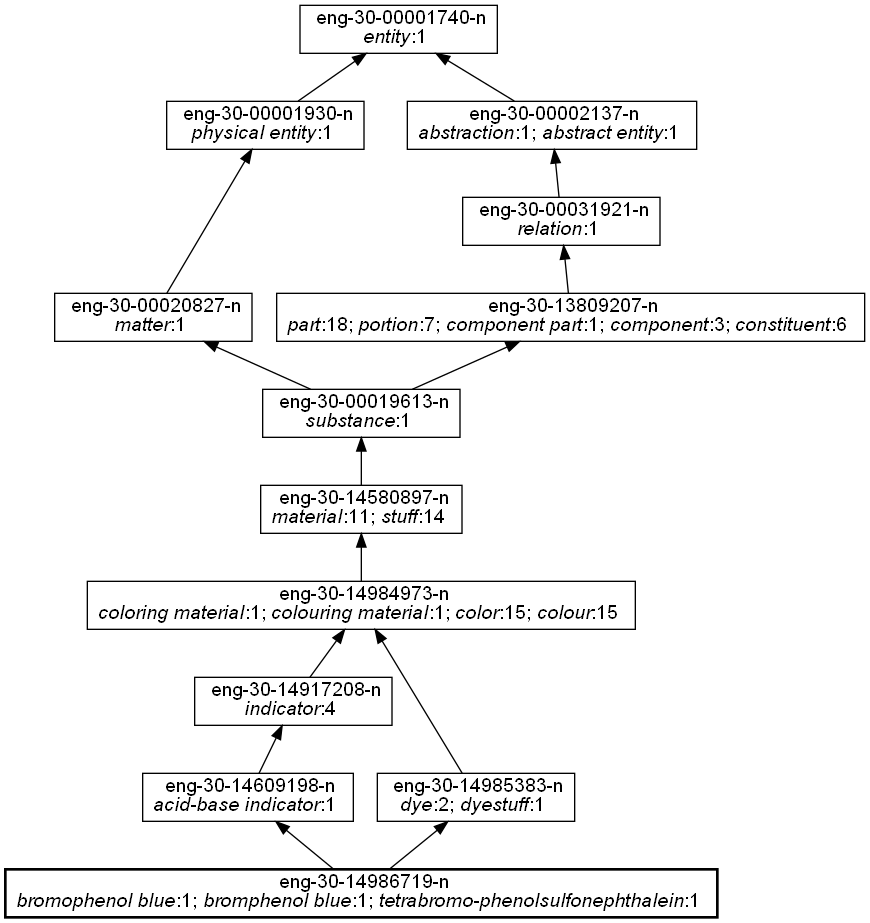 eng-30-00001740-n
entity:1
eng-30-00001930-n
physical entity:1
eng-30-00002137-n
abstraction:1; abstract entity:1
eng-30-00031921-n
relation:1
eng-30-00020827-n
matter:1
eng-30-13809207-n
part:18; portion:7; component part:1; component:3; constituent:6
eng-30-00019613-n
substance:1
eng-30-14580897-n
material:11; stuff:14
eng-30-14984973-n
coloring material:1; colouring material:1; color:15; colour:15
eng-30-14917208-n
indicator:4
eng-30-14609198-n
acid-base indicator:1
eng-30-14985383-n
dye:2; dyestuff:1
eng-30-14986719-n
bromophenol blue:1; bromphenol blue:1; tetrabromo-phenolsulfonephthalein:1